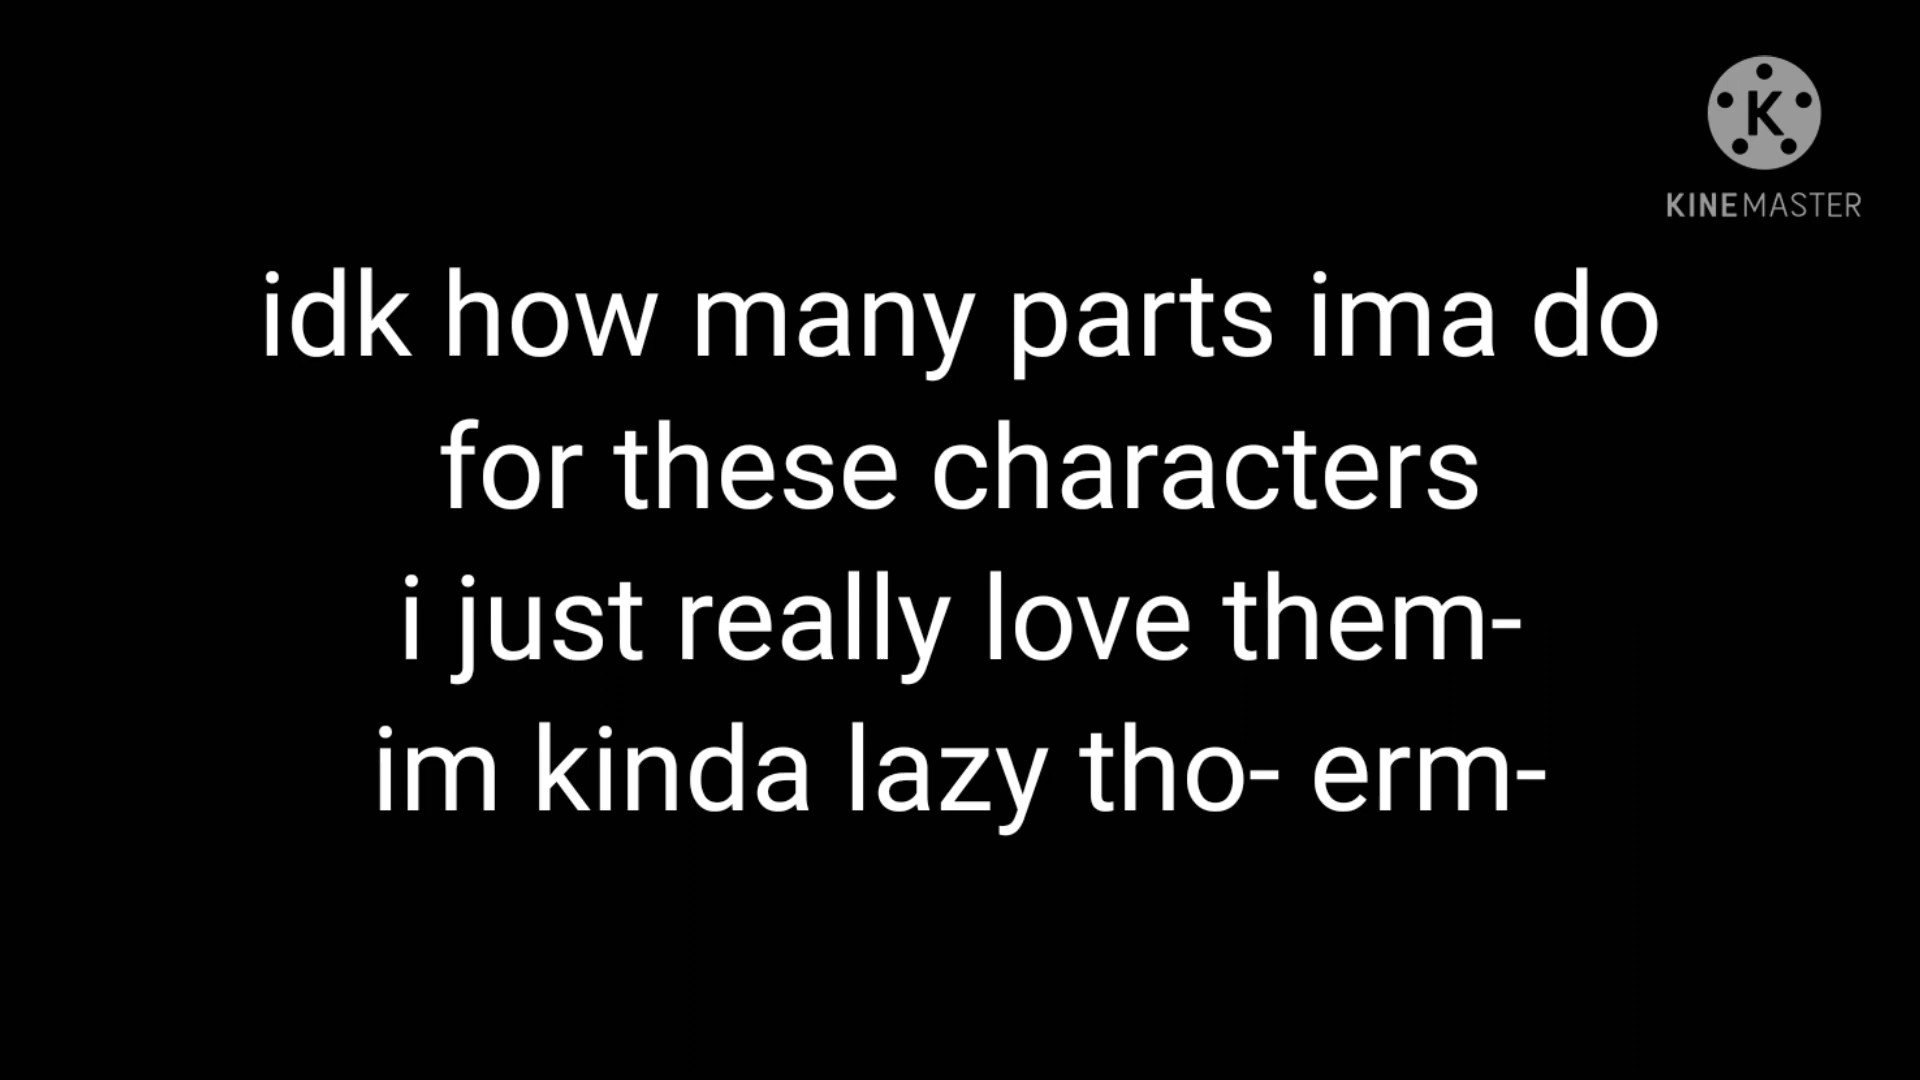 K
KINEMASTER
idk how many parts ima do
for these characters
i just really love them-
im kinda lazy tho- erm-